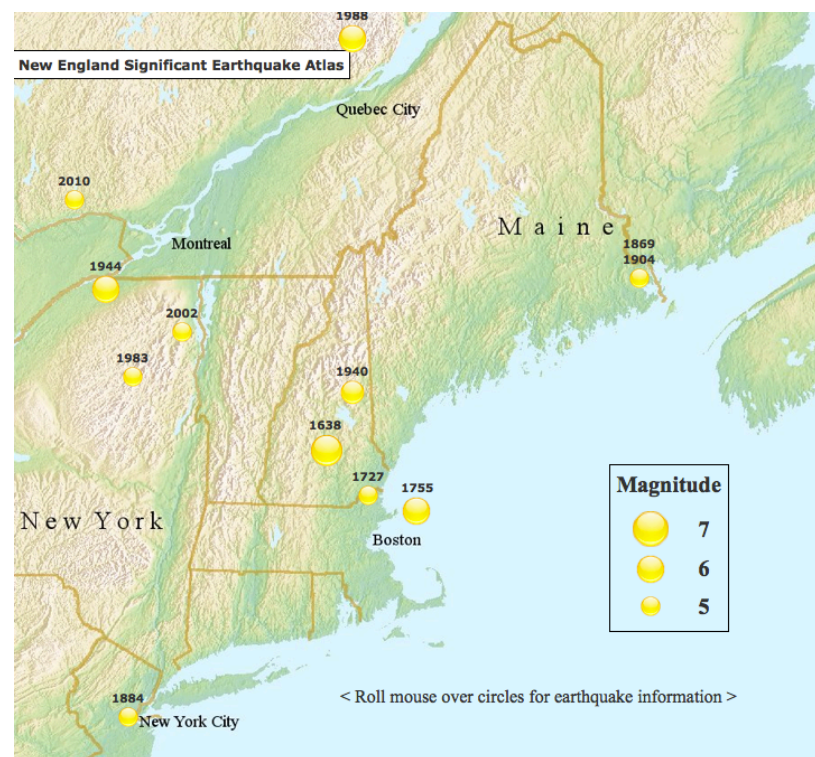 1988
New England Significant Earthquake Atlas
Quebec City
2010
Maine
Montreal
1869
1904
1944
2002
1983
1940
1638
1727
1755
New York
Boston
Magnitude
7
6
5
1884
New York City
< Roll mouse over circles for earthquake information >